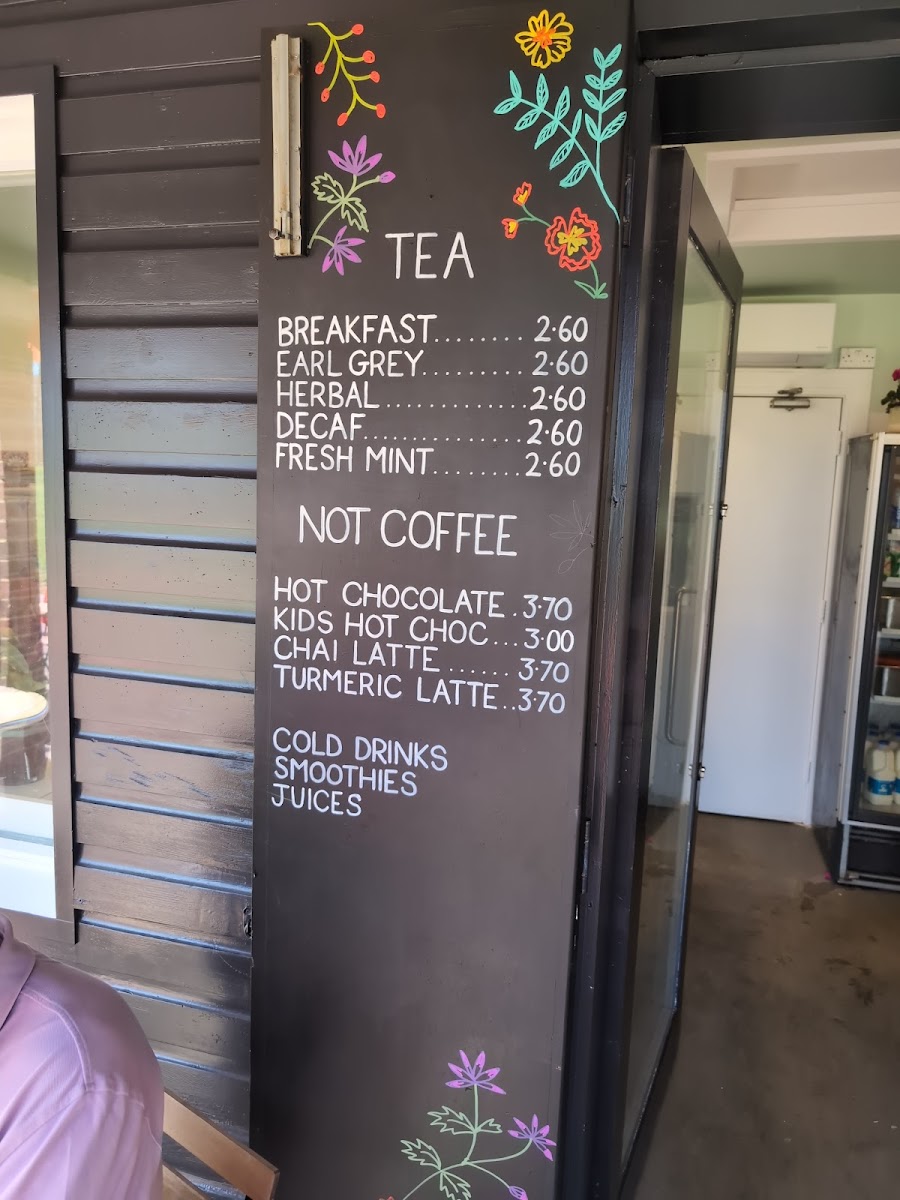 TEA
BREAKFAST......... 2·60
EARL GREY......... 2·60
HERBAL............. 2·60
DECAF............... 2·60
FRESH MINT........ 2·60
NOT COFFEE
HOT CHOCOLATE . 3·70
KIDS HOT CHOC... 3·00
CHAI LATTE ...... 3·70
TURMERIC LATTE.. 3·70
COLD DRINKS
SMOOTHIES
JUICES